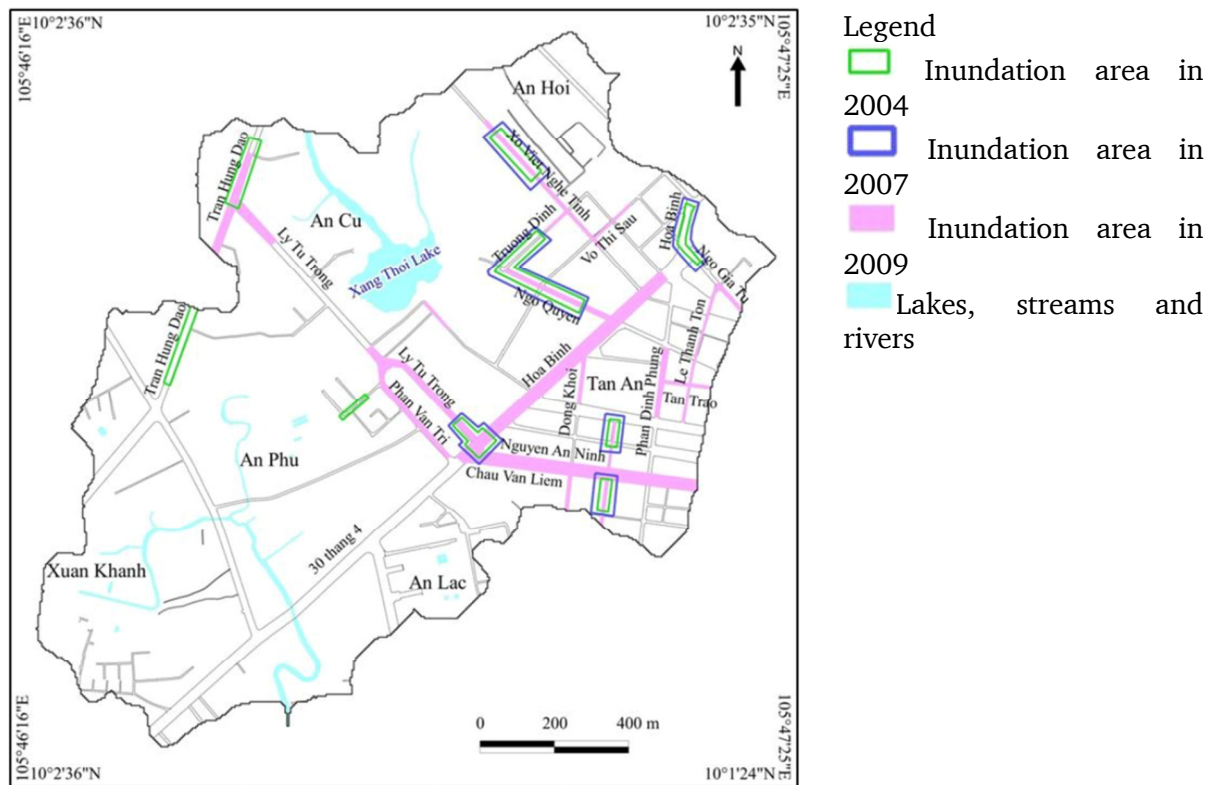 10°2'36"N
10°2'35"N
105°46'16"E
105°47'25"E
N
An Hoi
Tran Hung Dao
Xo Viet Nghe Tinh
An Cu
Ly Tu Trong
Truong Dinh
Vo Thi Sau
Hoa Binh
Ngo Gia Tu
Xang Thoi Lake
Ngo Quyen
Tran Hung Dao
Le Thanh Ton
Hoa Binh
Ly Tu Trong
Phan Van Tri
Dong Khoi
Tan An
Phan Dinh Phung
Tan Trao
An Phu
Nguyen An Ninh
Chau Van Liem
30 thang 4
Xuan Khanh
An Lac
0 200 400 m
105°46'16"E
105°47'25"E
10°2'36"N
10°1'24"N
Legend
Inundation area in
2004
Inundation area in
2007
Inundation area in
2009
Lakes, streams and
rivers